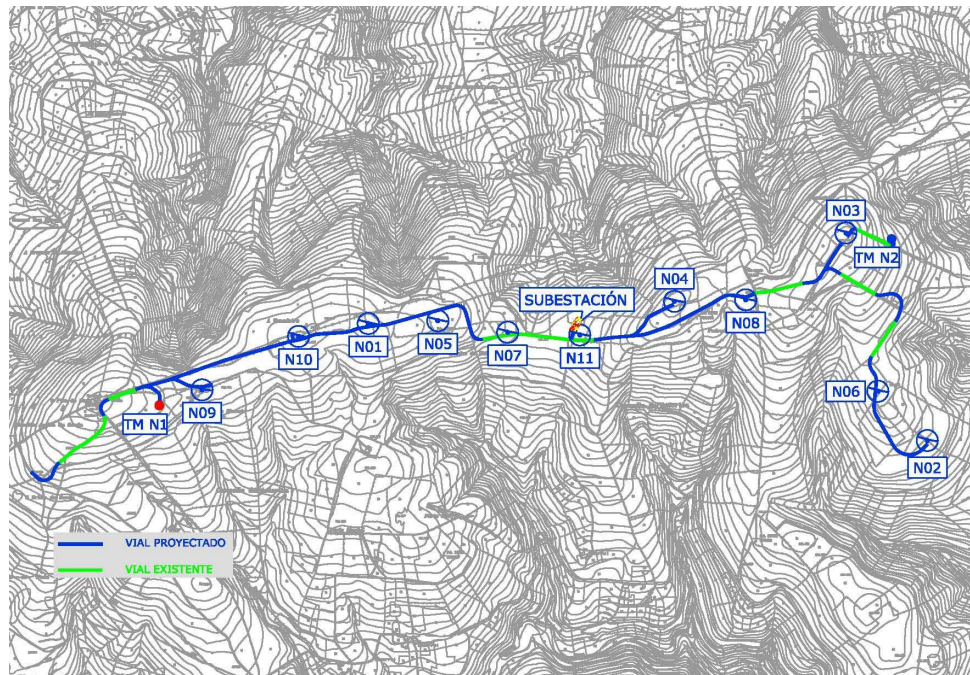 N03
TM N2
SUBESTACIÓN
N04
N08
N10
N01
N05
N07
N11
TM N1
N09
N06
N02
VIAL PROYECTADO
VIAL EXISTENTE